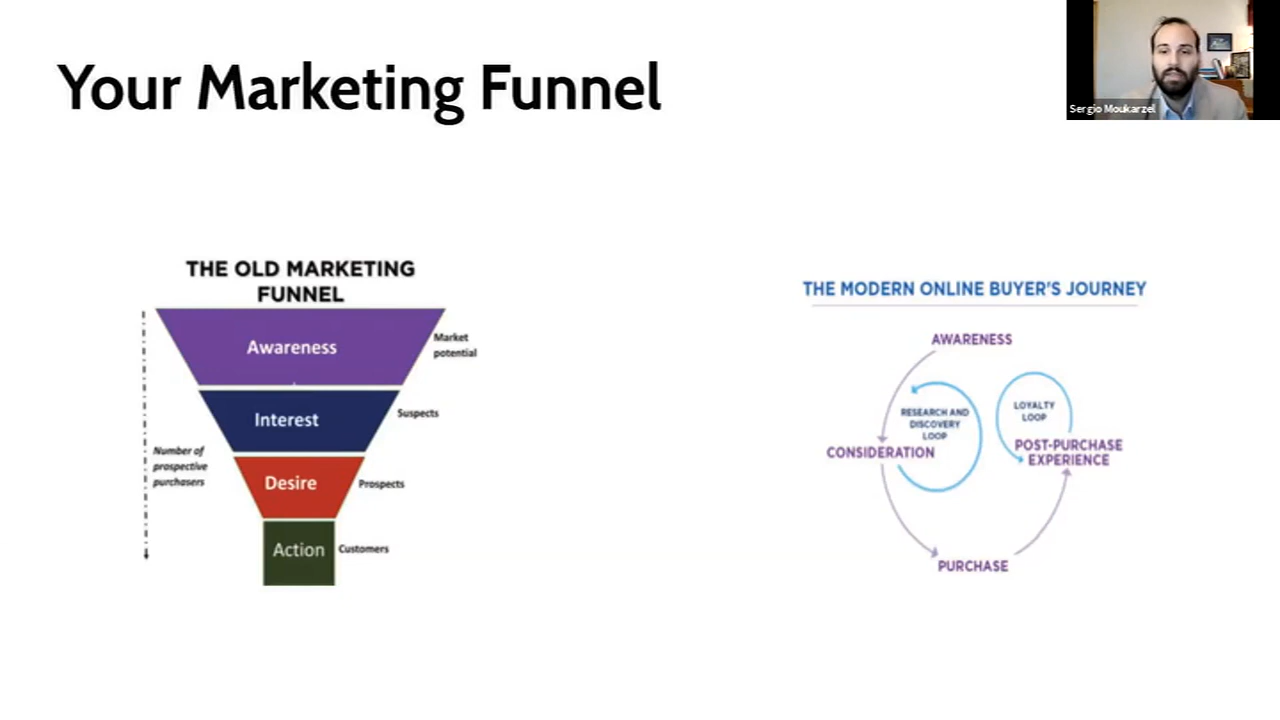 Your Marketing Funnel
Sergio Moukarzel
THE OLD MARKETING
FUNNEL
Awareness
Market
potential
Interest
Suspects
Number of
prospective
purchasers
Desire
Prospects
Action
Customers
THE MODERN ONLINE BUYER'S JOURNEY
AWARENESS
RESEARCH AND
DISCOVERY
LOOP
LOYALTY
LOOP
CONSIDERATION
POST-PURCHASE
EXPERIENCE
PURCHASE